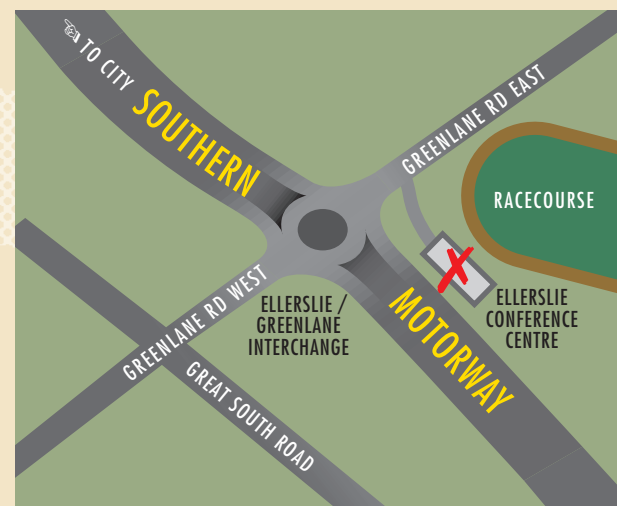 TO CITY
SOUTHERN
GREENLANE RD EAST
RACECOURSE
ELLERSLIE
CONFERENCE
CENTRE
ELLERSLIE /
GREENLANE
INTERCHANGE
MOTORWAY
GREENLANE RD WEST
GREAT SOUTH ROAD